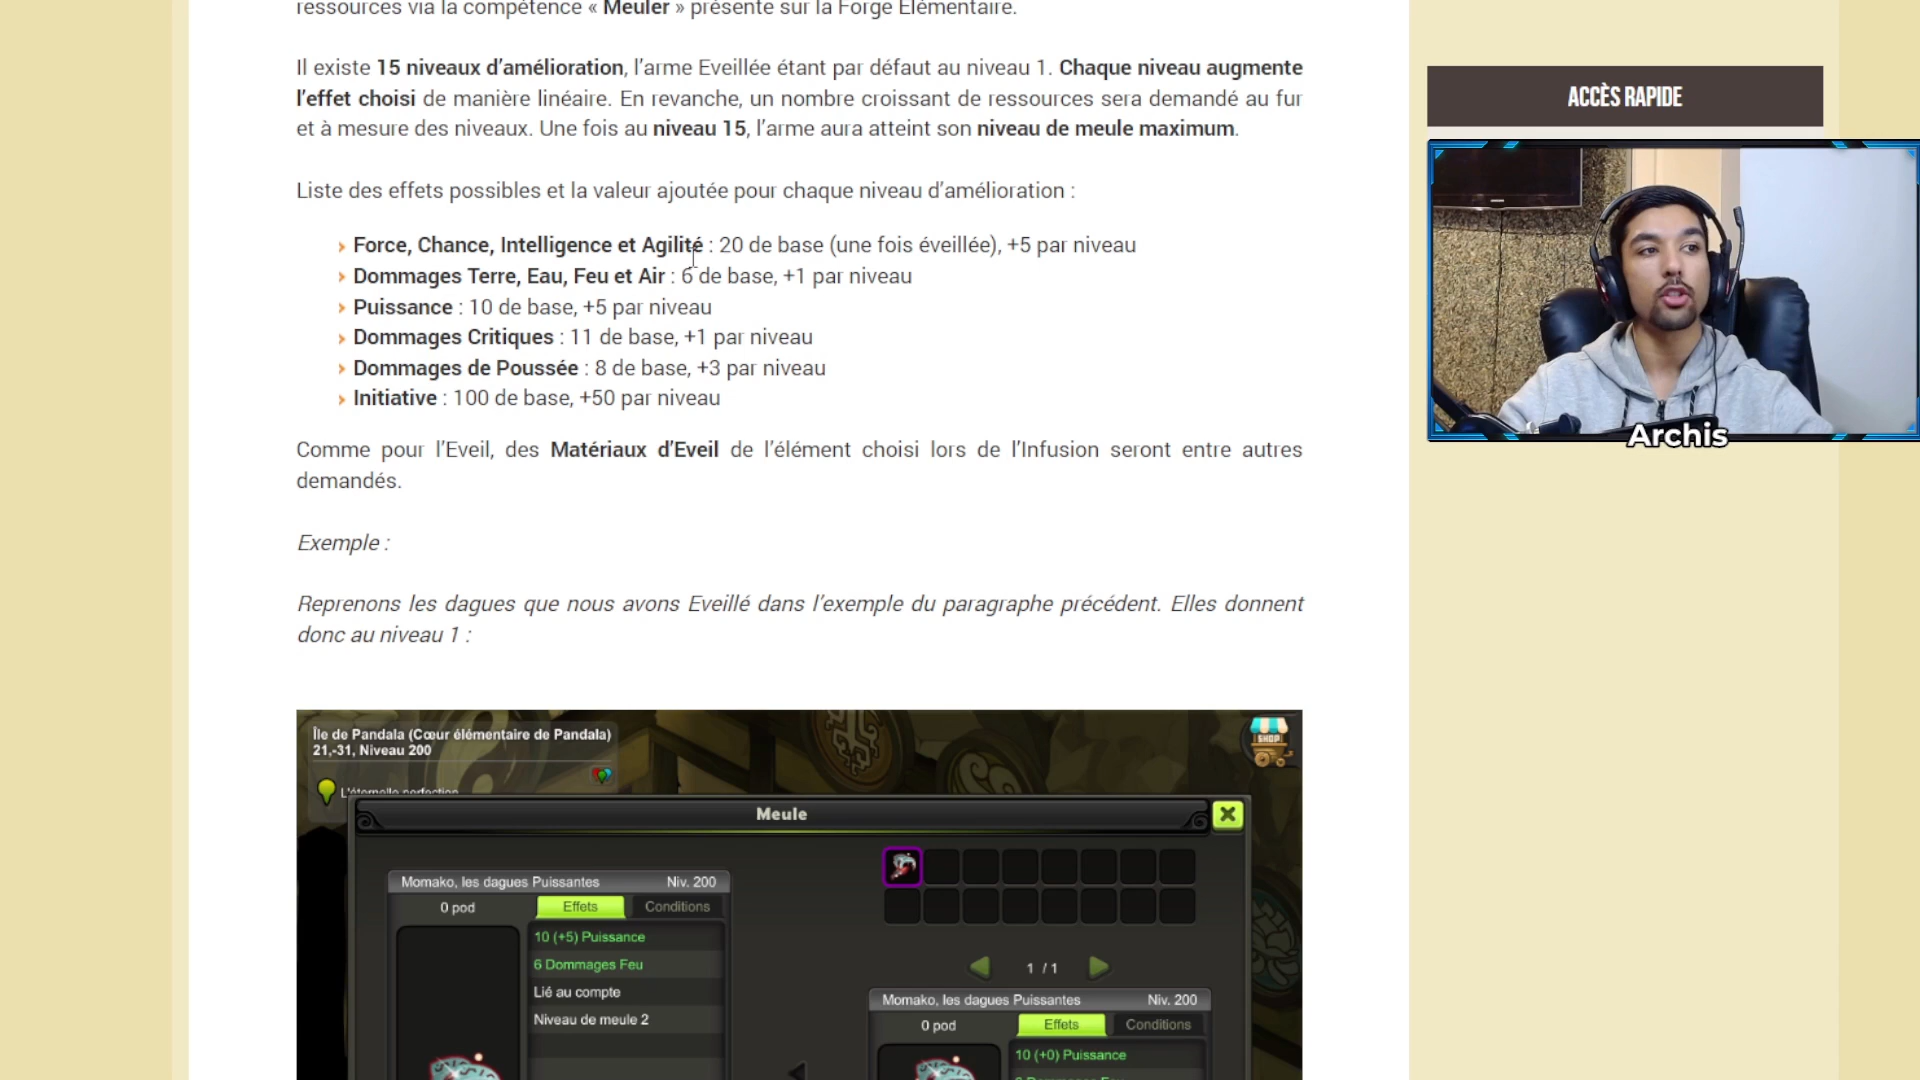 ressources via la compétence « Meuler » présente sur la Forge Elémentaire.
Il existe 15 niveaux d’amélioration, l’arme Eveillée étant par défaut au niveau 1. Chaque niveau augmente
l’effet choisi de manière linéaire. En revanche, un nombre croissant de ressources sera demandé au fur
et à mesure des niveaux. Une fois au niveau 15, l’arme aura atteint son niveau de meule maximum.
Liste des effets possibles et la valeur ajoutée pour chaque niveau d’amélioration :
Force, Chance, Intelligence et Agilité : 20 de base (une fois éveillée), +5 par niveau
Dommages Terre, Eau, Feu et Air : 6 de base, +1 par niveau
Puissance : 10 de base, +5 par niveau
Dommages Critiques : 11 de base, +1 par niveau
Dommages de Poussée : 8 de base, +3 par niveau
Initiative : 100 de base, +50 par niveau
Comme pour l’Eveil, des Matériaux d’Eveil de l’élément choisi lors de l’Infusion seront entre autres
demandés.
Exemple :
Reprenons les dagues que nous avons Eveillé dans l’exemple du paragraphe précédent. Elles donnent
donc au niveau 1 :
ACCÈS RAPIDE
Archis
Île de Pandala (Cœur élémentaire de Pandala)
21,-31, Niveau 200
L'éternelle perfection
SHOP
Meule
Momako, les dagues Puissantes Niv. 200
0 pod Effets Conditions
10 (+5) Puissance
6 Dommages Feu
Lié au compte
Niveau de meule 2
1 / 1
Momako, les dagues Puissantes Niv. 200
0 pod Effets Conditions
10 (+0) Puissance